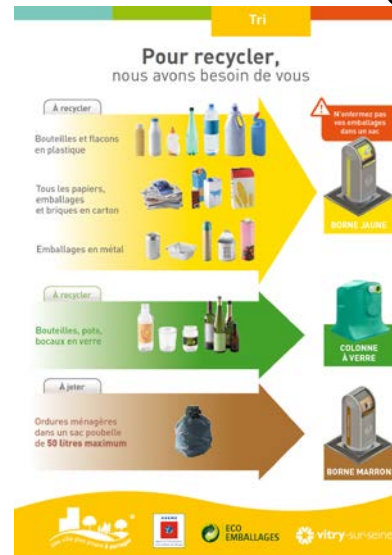 Tri
Pour recycler,
nous avons besoin de vous
À recycler
Bouteilles et flacons
en plastique
Tous les papiers,
emballages
et briques en carton
Emballages en métal
N'enfermez pas
vos emballages
dans un sac
BORNE JAUNE
À recycler
Bouteilles, pots,
bocaux en verre
COLONNE
À VERRE
À jeter
Ordures ménagères
dans un sac poubelle
de 50 litres maximum
BORNE MARRON
ECO
EMBALLAGES
vitry-sur-seine